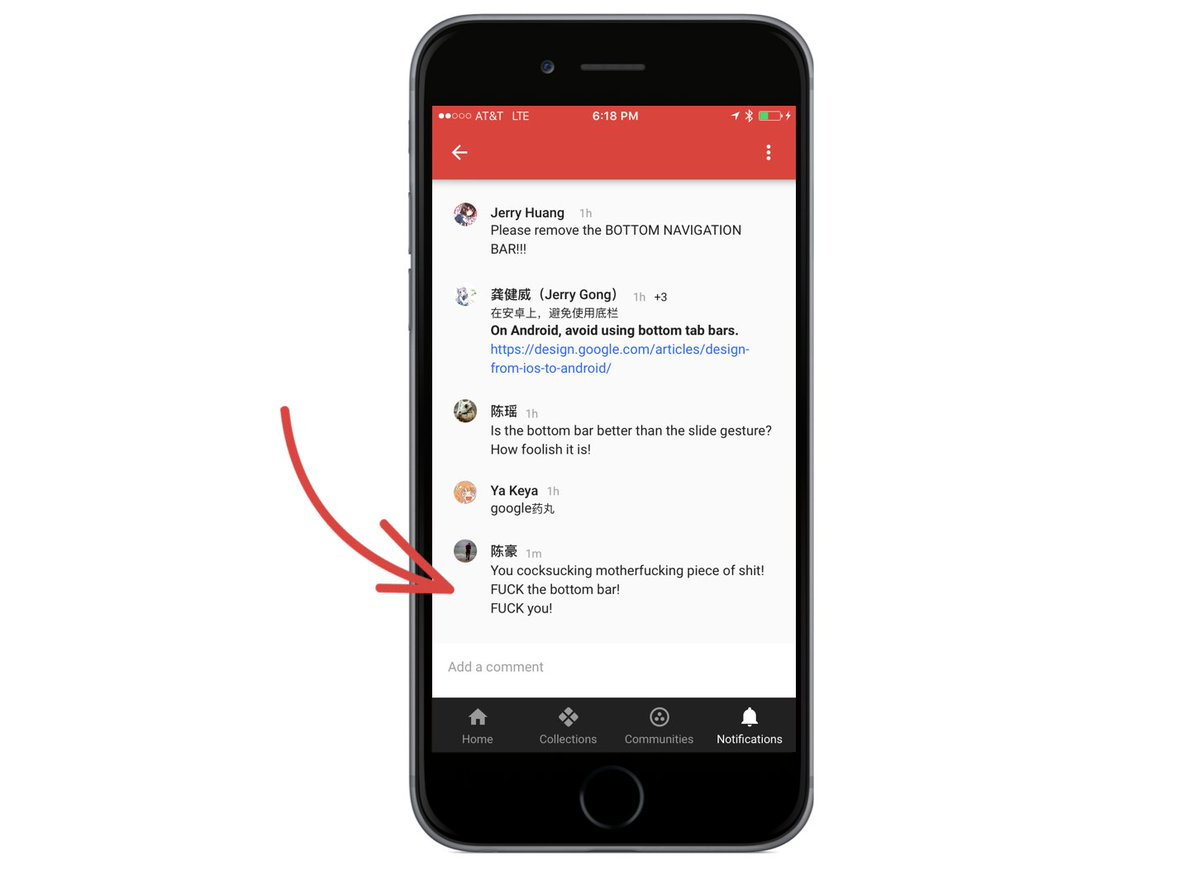 AT&T LTE 6:18 PM
Jerry Huang 1h
Please remove the BOTTOM NAVIGATION
BAR!!!
龚健威（Jerry Gong） 1h +3
在安卓上，避免使用底栏
On Android, avoid using bottom tab bars.
https://design.google.com/articles/design-
from-ios-to-android/
陈瑶 1h
Is the bottom bar better than the slide gesture?
How foolish it is!
Ya Keya 1h
google药丸
陈豪 1m
You cocksucking motherfucking piece of shit!
FUCK the bottom bar!
FUCK you!
Add a comment
Home Collections Communities Notifications